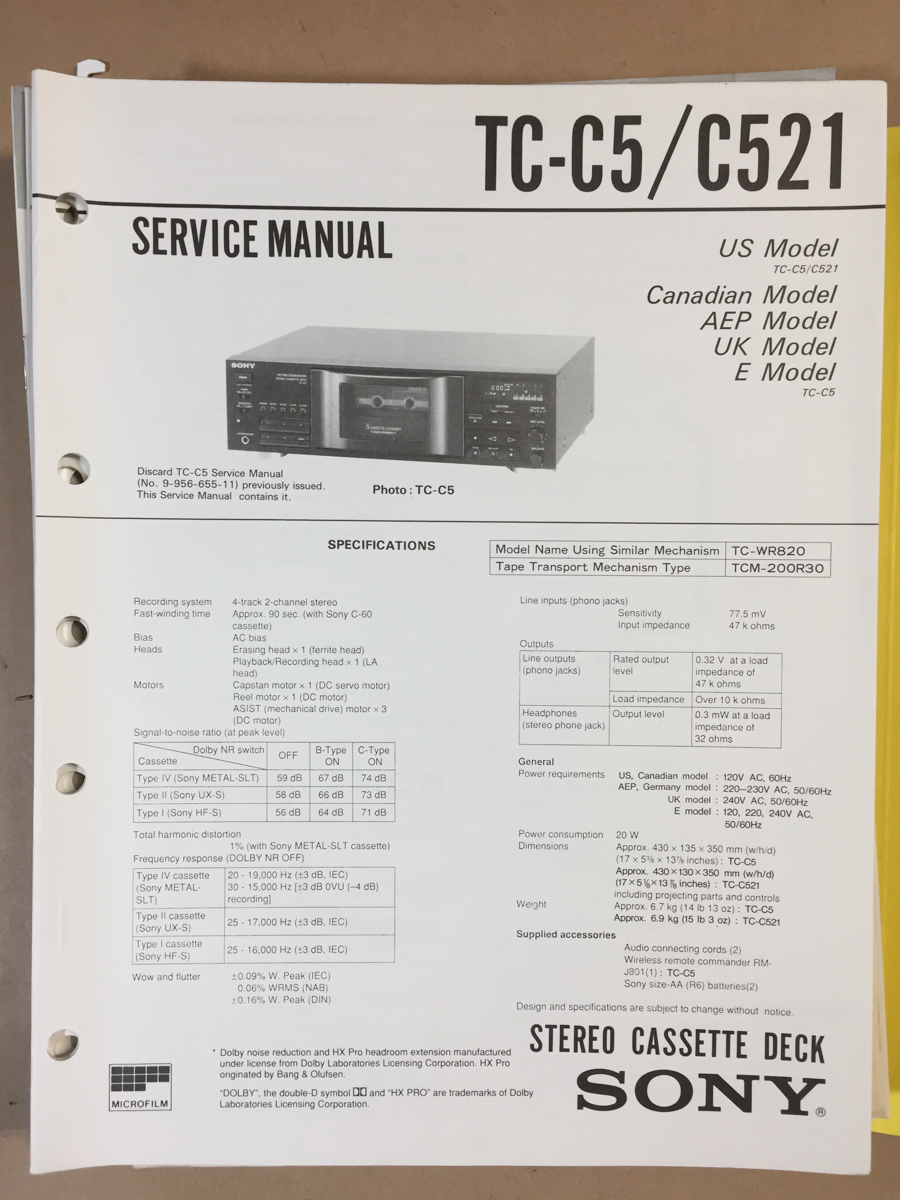 TC-C5/C521
SERVICE MANUAL
US Model
TC-C5/C521
Canadian Model
AEP Model
UK Model
E Model
TC-C5
SONY
5 CASSETTE CHANGER
Discard TC-C5 Service Manual
(No. 9-956-655-11) previously issued.
This Service Manual contains it.
Photo : TC-C5
SPECIFICATIONS
Model Name Using Similar Mechanism TC-WR820
Tape Transport Mechanism Type TCM-200R30
Recording system 4-track 2-channel stereo
Fast-winding time Approx. 90 sec. (with Sony C-60
cassette)
Bias AC bias
Heads Erasing head × 1 (ferrite head)
Playback/Recording head × 1 (LA
head)
Motors Capstan motor × 1 (DC servo motor)
Reel motor × 1 (DC motor)
ASIST (mechanical drive) motor × 3
(DC motor)
Signal-to-noise ratio (at peak level)
Dolby NR switch OFF B-Type ON C-Type ON
Cassette
Type IV (Sony METAL-SLT) 59 dB 67 dB 74 dB
Type II (Sony UX-S) 58 dB 66 dB 73 dB
Type I (Sony HF-S) 56 dB 64 dB 71 dB
Total harmonic distortion
1% (with Sony METAL-SLT cassette)
Frequency response (DOLBY NR OFF)
Type IV cassette 20 - 19,000 Hz (±3 dB, IEC)
(Sony METAL- 30 - 15,000 Hz [±3 dB 0VU (−4 dB)
SLT) recording]
Type II cassette
(Sony UX-S) 25 - 17,000 Hz (±3 dB, IEC)
Type I cassette
(Sony HF-S) 25 - 16,000 Hz (±3 dB, IEC)
Wow and flutter ±0.09% W. Peak (IEC)
0.06% WRMS (NAB)
±0.16% W. Peak (DIN)
Line inputs (phono jacks)
Sensitivity 77.5 mV
Input impedance 47 k ohms
Outputs
Line outputs Rated output 0.32 V at a load
(phono jacks) level impedance of
47 k ohms
Load impedance Over 10 k ohms
Headphones Output level 0.3 mW at a load
(stereo phone jack) impedance of
32 ohms
General
Power requirements US, Canadian model : 120V AC, 60Hz
AEP, Germany model : 220–230V AC, 50/60Hz
UK model : 240V AC, 50/60Hz
E model : 120, 220, 240V AC,
50/60Hz
Power consumption 20 W
Dimensions Approx. 430 × 135 × 350 mm (w/h/d)
(17 × 5 3/8 × 13 7/8 inches) : TC-C5
Approx. 430×130×350 mm (w/h/d)
(17×5 1/8×13 7/8 inches) : TC-C521
including projecting parts and controls
Weight Approx. 6.7 kg (14 lb 13 oz) : TC-C5
Approx. 6.9 kg (15 lb 3 oz) : TC-C521
Supplied accessories
Audio connecting cords (2)
Wireless remote commander RM-
J801(1) : TC-C5
Sony size-AA (R6) batteries(2)
Design and specifications are subject to change without notice.
STEREO CASSETTE DECK
SONY®
* Dolby noise reduction and HX Pro headroom extension manufactured
under license from Dolby Laboratories Licensing Corporation. HX Pro
originated by Bang & Olufsen.
"DOLBY", the double-D symbol and "HX PRO" are trademarks of Dolby
Laboratories Licensing Corporation.
MICROFILM